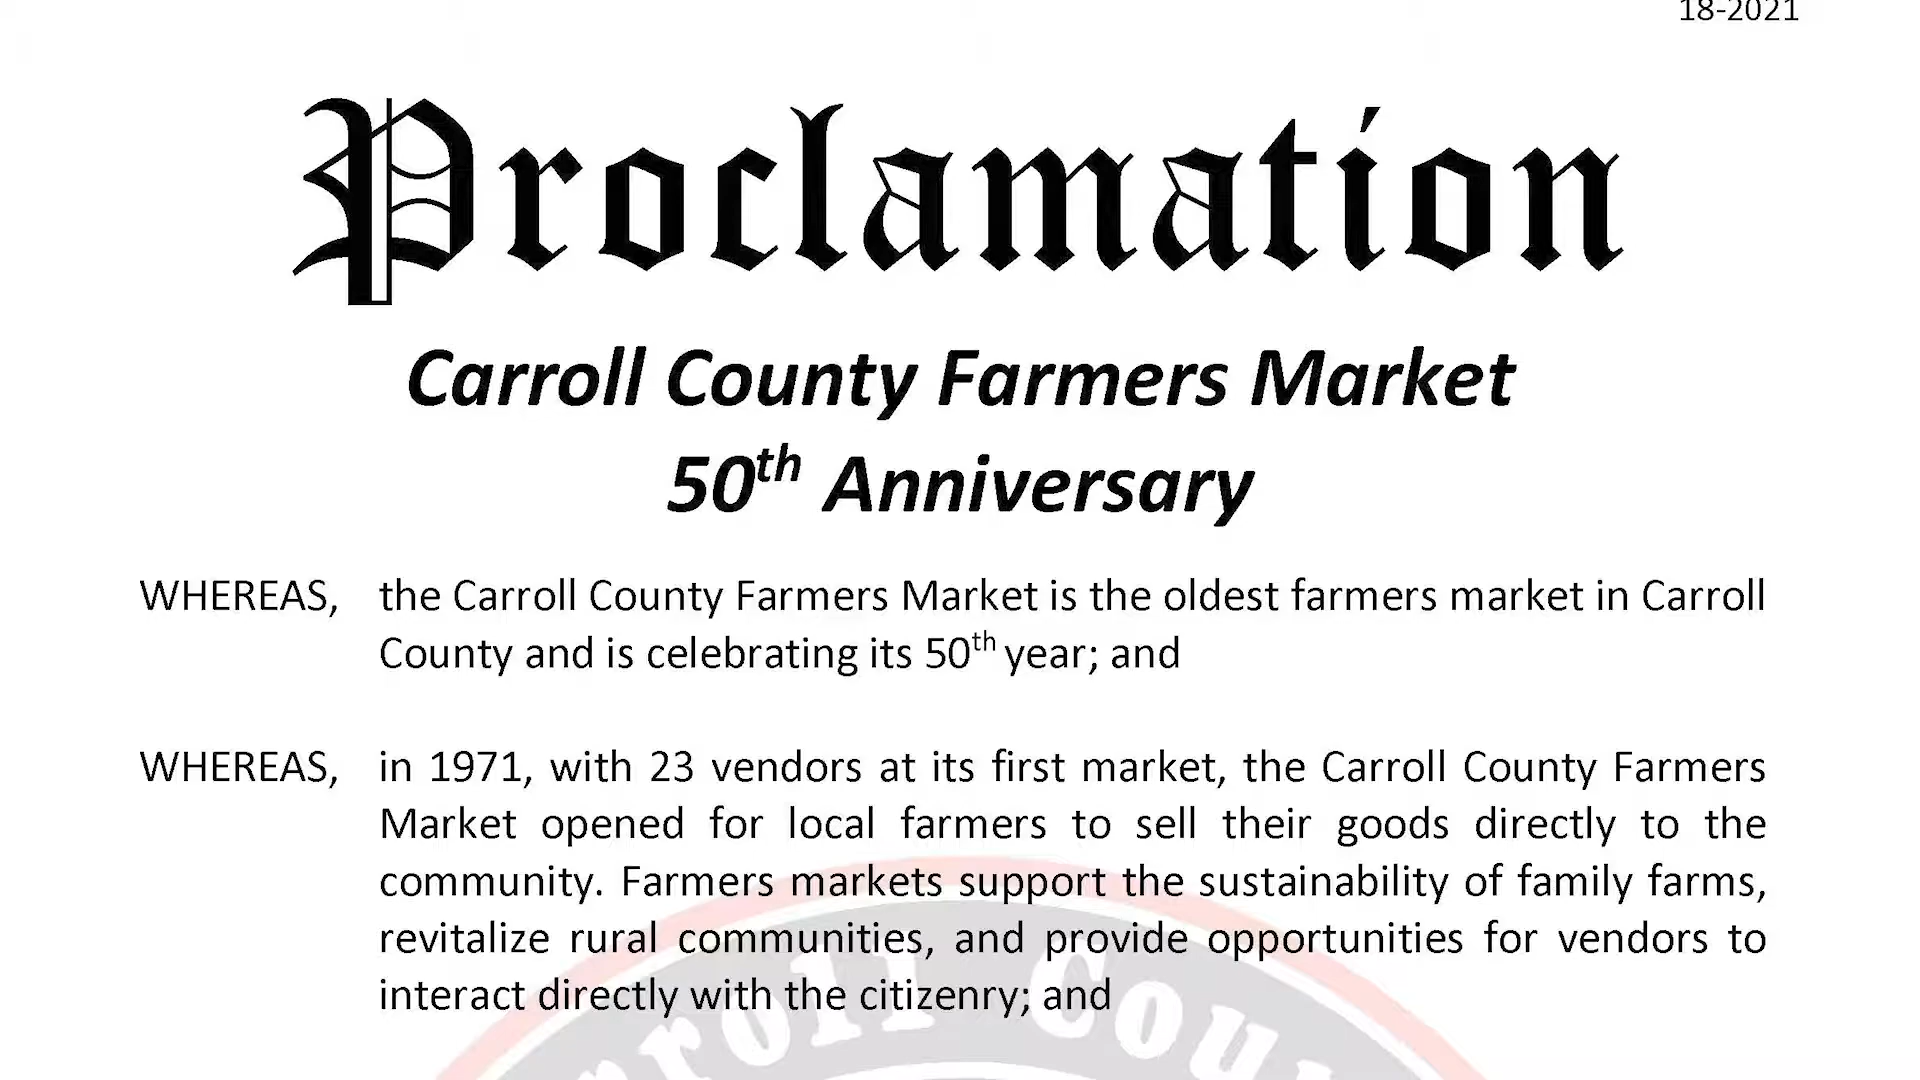 18-2021
Proclamation
Carroll County Farmers Market
50th Anniversary
WHEREAS, the Carroll County Farmers Market is the oldest farmers market in Carroll
County and is celebrating its 50th year; and
WHEREAS, in 1971, with 23 vendors at its first market, the Carroll County Farmers
Market opened for local farmers to sell their goods directly to the
community. Farmers markets support the sustainability of family farms,
revitalize rural communities, and provide opportunities for vendors to
interact directly with the citizenry; and